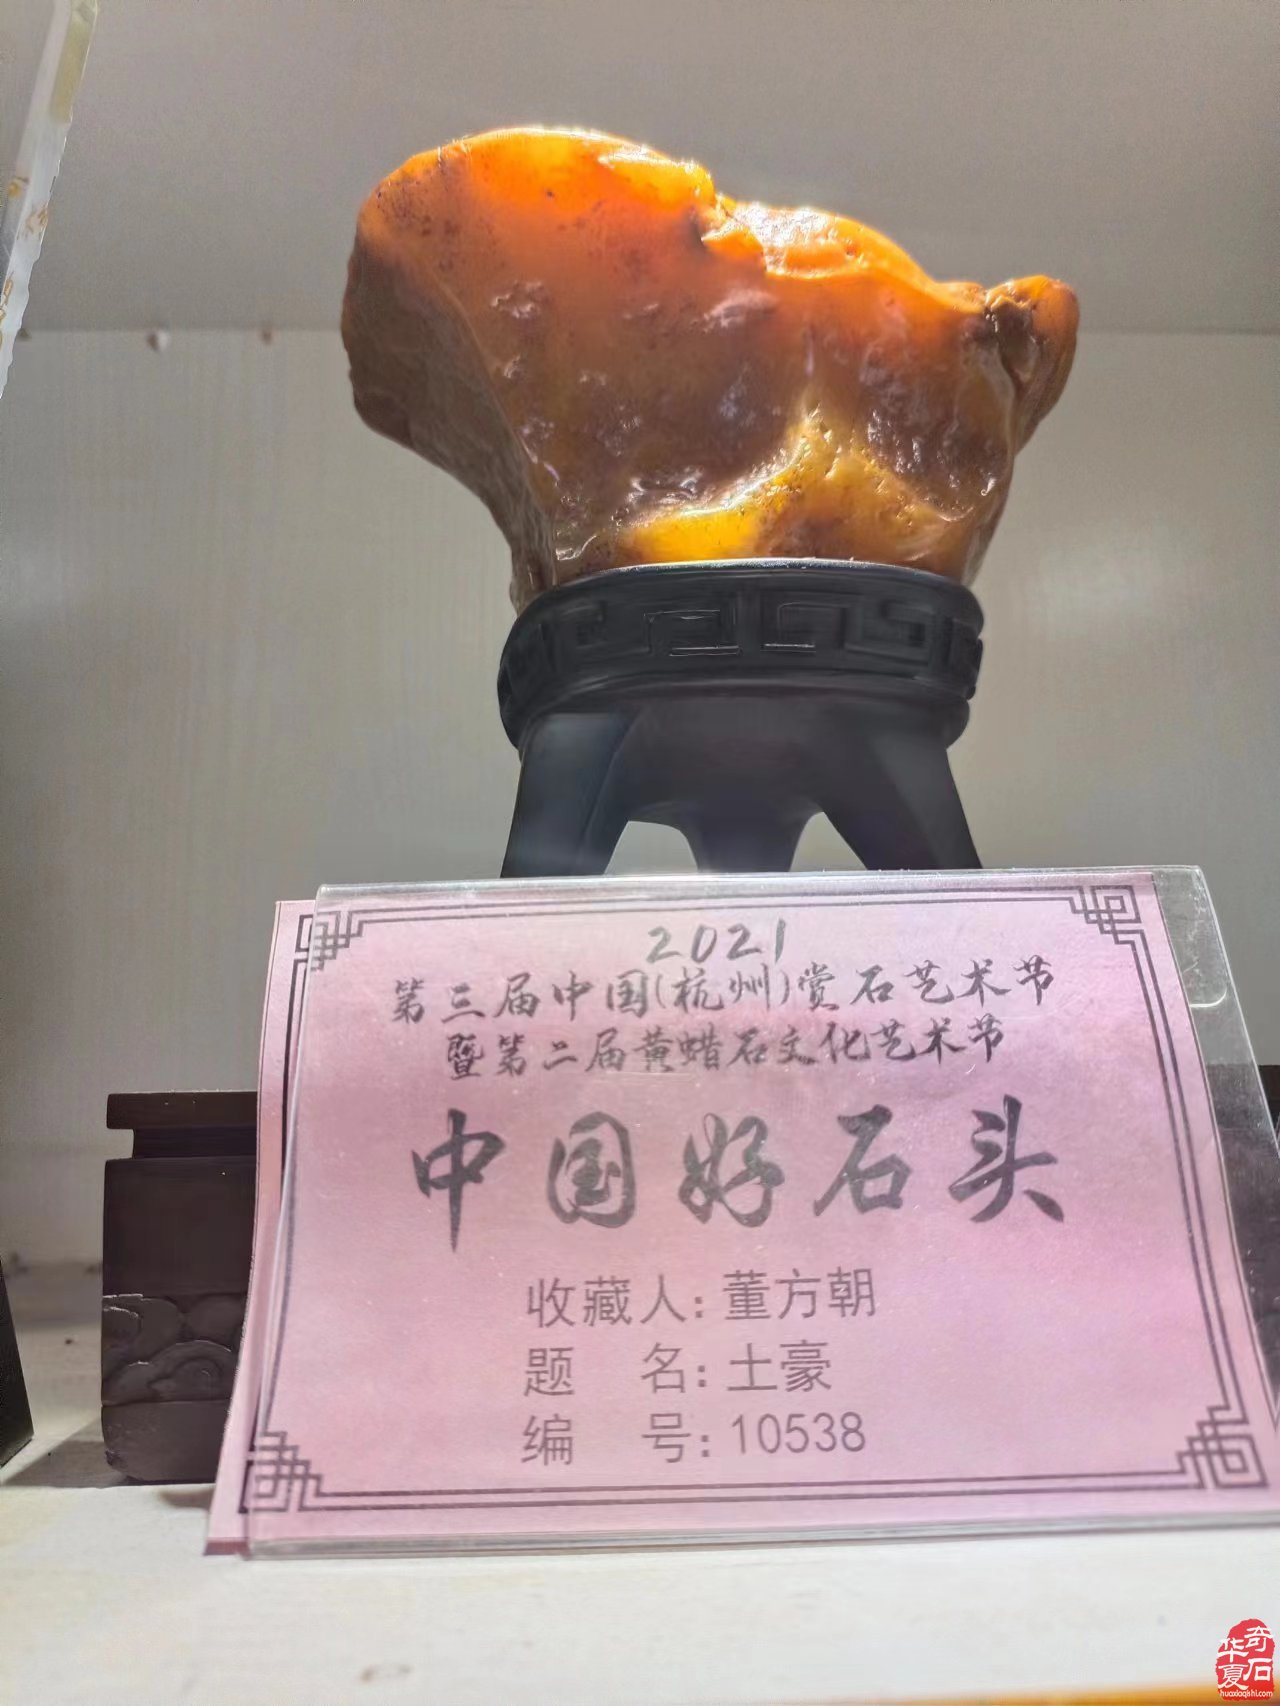 2021
第三届中国(杭州)赏石艺术节
暨第二届黄蜡石文化艺术节
中国好石头
收藏人:董方朝
题 名:土豪
编 号:10538
华夏奇石
huaxiaqishi.com